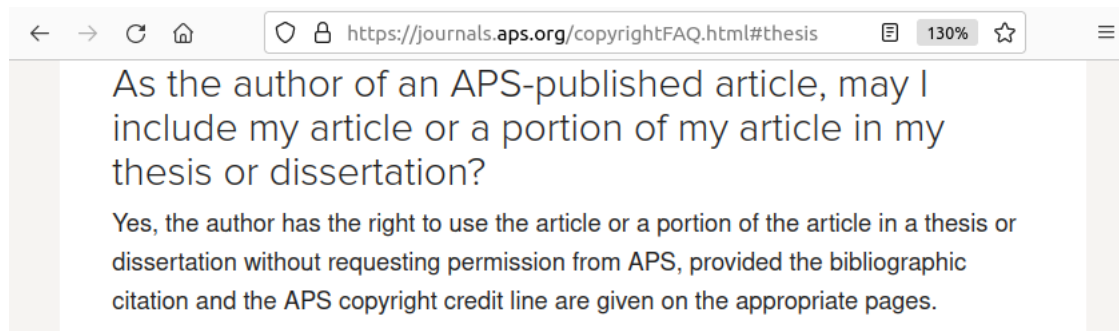 https://journals.aps.org/copyrightFAQ.html#thesis
130%
As the author of an APS-published article, may I
include my article or a portion of my article in my
thesis or dissertation?
Yes, the author has the right to use the article or a portion of the article in a thesis or
dissertation without requesting permission from APS, provided the bibliographic
citation and the APS copyright credit line are given on the appropriate pages.